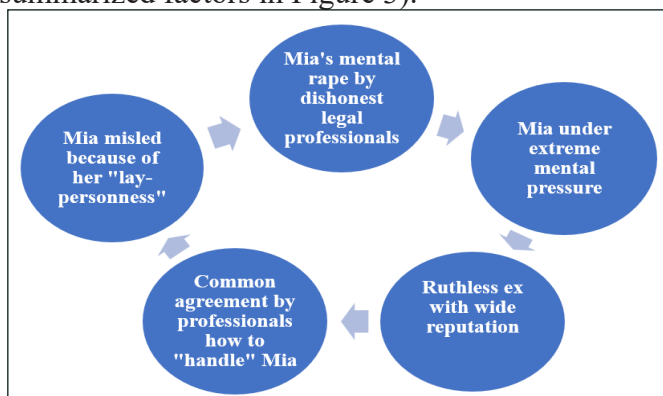 summarized factors in Figure 3).
Mia's mental
rape by
dishonest
legal
professionals
Mia under
extreme
mental
pressure
Ruthless ex
with wide
reputation
Common
agreement by
professionals
how to
"handle" Mia
Mia misled
because of
her "lay-
personness"